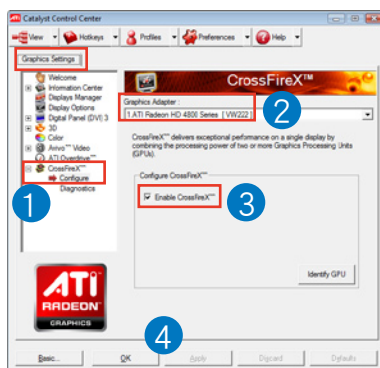 Catalyst Control Center
View Hotkeys Profiles Preferences Help
Graphics Settings
Welcome
Information Center
Displays Manager
Display Options
Digital Panel (DVI) 3
3D
Color
Avivo™ Video
ATI Overdrive™
CrossFireX™
Configure
Diagnostics
1
CrossFireX™
Graphics Adapter :
1.ATI Radeon HD 4800 Series [ VW222 ]
2
CrossFireX™ delivers exceptional performance on a single display by
combining the processing power of two or more Graphics Processing Units
(GPUs).
Configure CrossFireX™
Enable CrossFireX™
3
Identify GPU
ATI
RADEON
GRAPHICS
4
Basic... OK Apply Discard Defaults